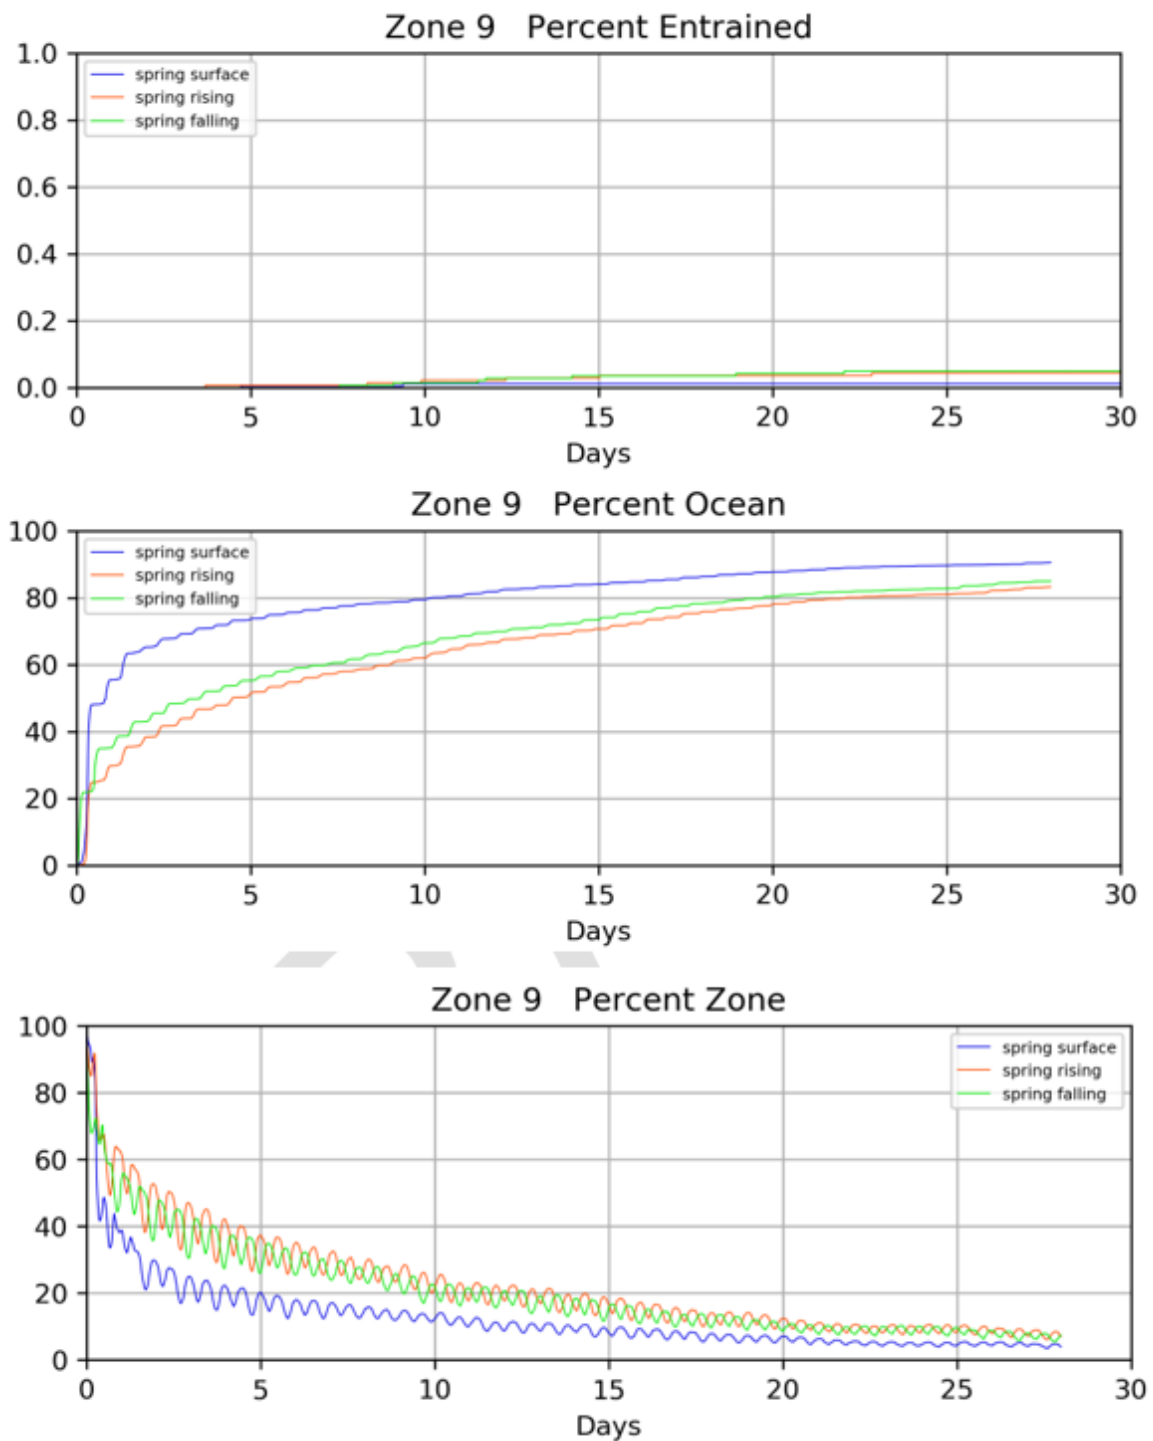 Zone 9 Percent Entrained
1.0
0.8
0.6
0.4
0.2
0.0
spring surface
spring rising
spring falling
0 5 10 15 20 25 30
Days
Zone 9 Percent Ocean
100
80
60
40
20
0
spring surface
spring rising
spring falling
0 5 10 15 20 25 30
Days
Zone 9 Percent Zone
100
80
60
40
20
0
spring surface
spring rising
spring falling
0 5 10 15 20 25 30
Days